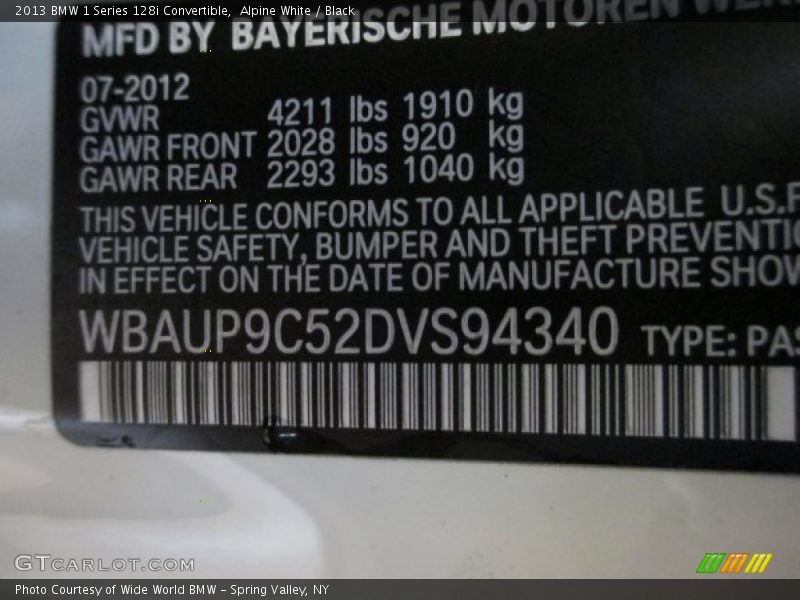 2013 BMW 1 Series 128i Convertible,  Alpine White / Black
MFD BY BAYERISCHE MOTOREN
07-2012
GVWR 4211 lbs 1910 kg
GAWR FRONT 2028 lbs 920 kg
GAWR REAR 2293 lbs 1040 kg
THIS VEHICLE CONFORMS TO ALL APPLICABLE U.S.F
VEHICLE SAFETY, BUMPER AND THEFT PREVENTIO
IN EFFECT ON THE DATE OF MANUFACTURE SHOW
WBAUP9C52DVS94340 TYPE: PAS
GTCARLOT.COM
Photo Courtesy of Wide World BMW – Spring Valley, NY